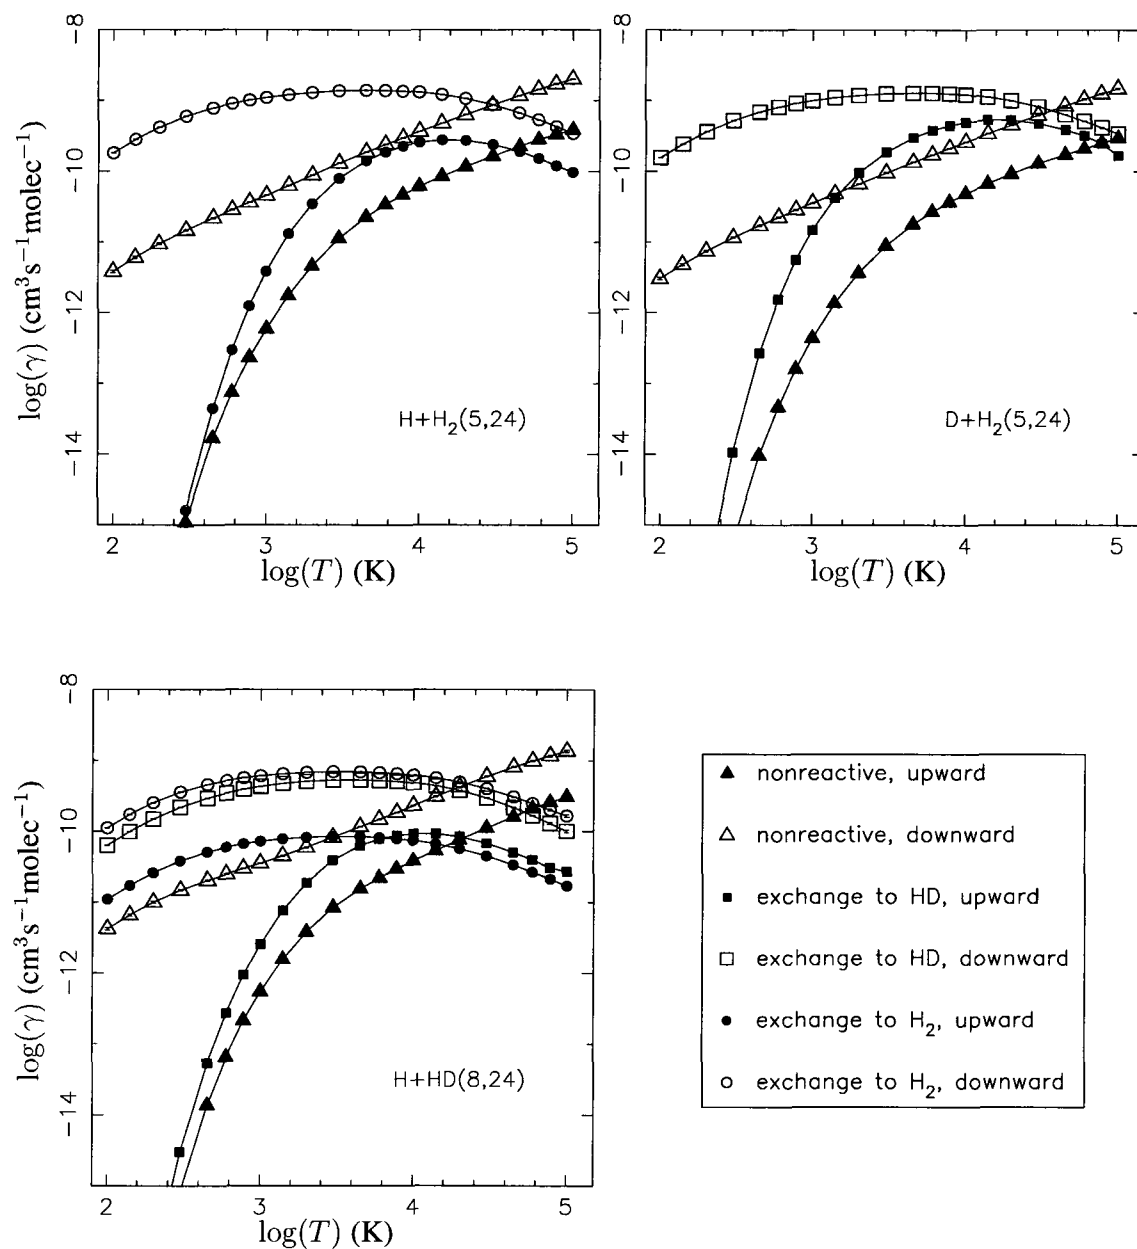 −8
−10
−12
−14
log(γ) (cm³s⁻¹molec⁻¹)
H+H₂(5,24)
2 3 4 5
log(T) (K)
−8
−10
−12
−14
D+H₂(5,24)
2 3 4 5
log(T) (K)
−8
−10
−12
−14
log(γ) (cm³s⁻¹molec⁻¹)
H+HD(8,24)
2 3 4 5
log(T) (K)
nonreactive, upward
nonreactive, downward
exchange to HD, upward
exchange to HD, downward
exchange to H₂, upward
exchange to H₂, downward